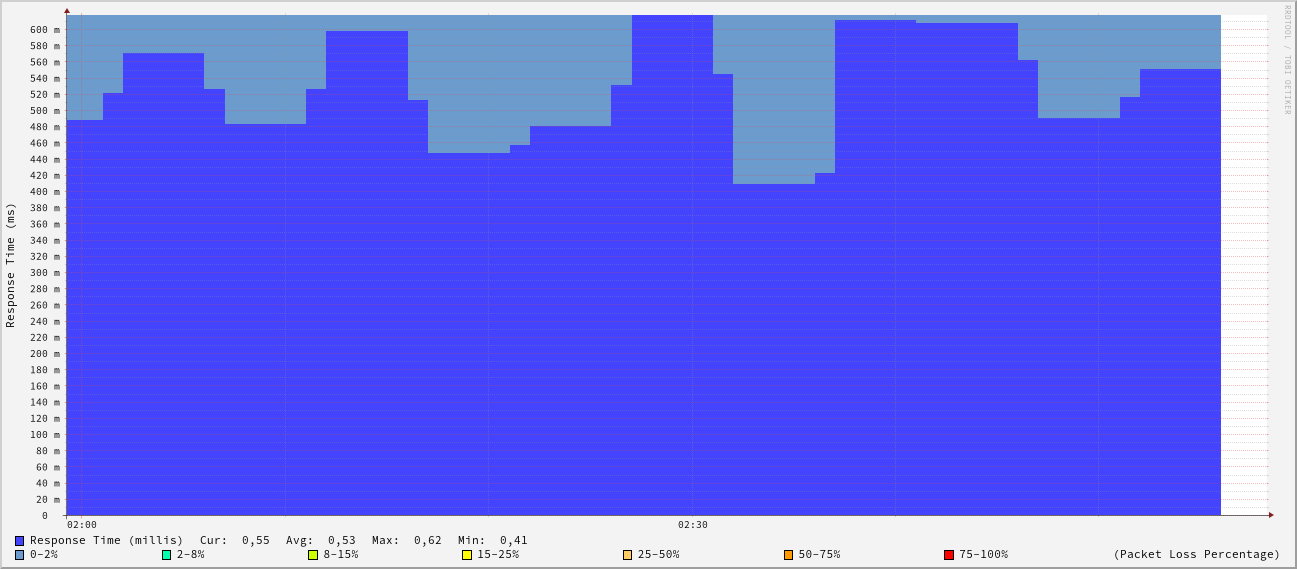 RRDTOOL / TOBI OETIKER
Response Time (ms)
600 m
580 m
560 m
540 m
520 m
500 m
480 m
460 m
440 m
420 m
400 m
380 m
360 m
340 m
320 m
300 m
280 m
260 m
240 m
220 m
200 m
180 m
160 m
140 m
120 m
100 m
80 m
60 m
40 m
20 m
0
02:00 02:30
Response Time (millis) Cur: 0,55 Avg: 0,53 Max: 0,62 Min: 0,41
0-2% 2-8% 8-15% 15-25% 25-50% 50-75% 75-100% (Packet Loss Percentage)